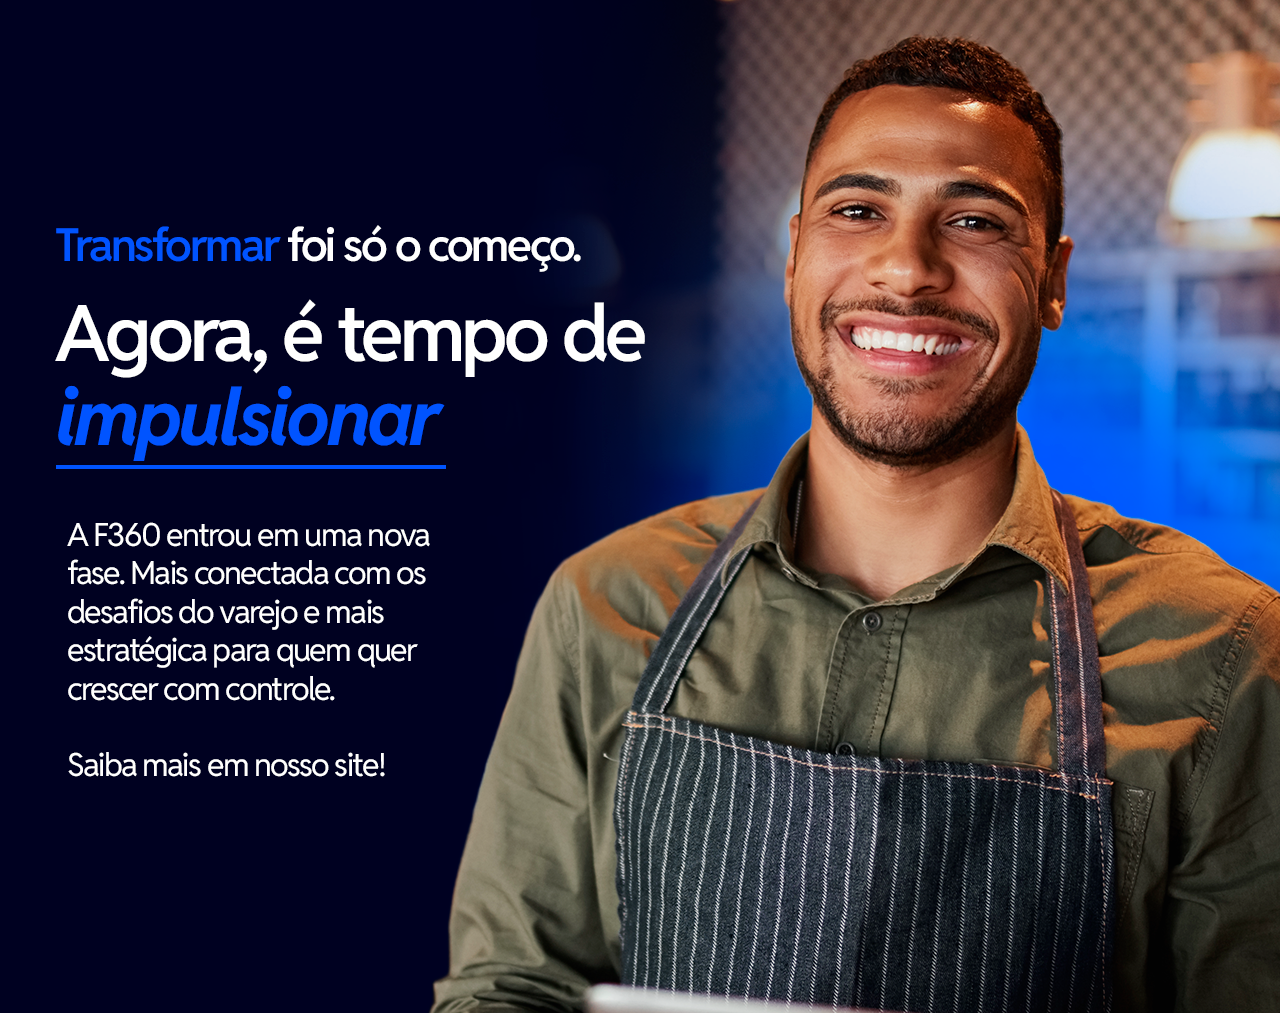 Transformar foi só o começo.
Agora, é tempo de
impulsionar
A F360 entrou em uma nova
fase. Mais conectada com os
desafios do varejo e mais
estratégica para quem quer
crescer com controle.
Saiba mais em nosso site!